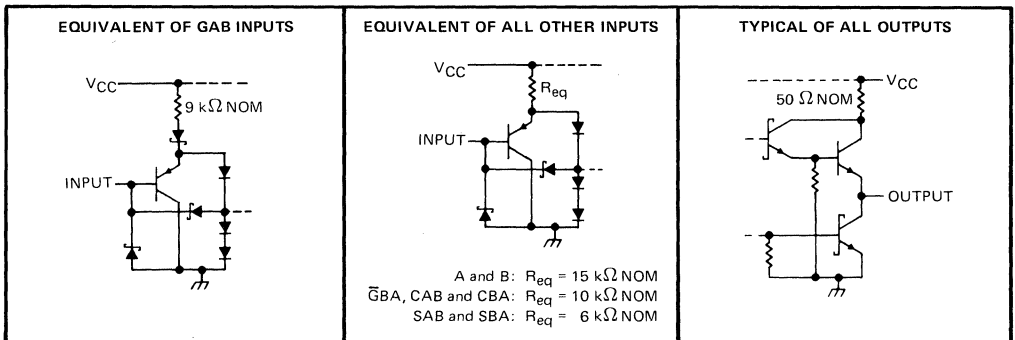 EQUIVALENT OF GAB INPUTS
VCC
9 kΩ NOM
INPUT
EQUIVALENT OF ALL OTHER INPUTS
VCC
Req
INPUT
A and B: Req = 15 kΩ NOM
G̅BA, CAB and CBA: Req = 10 kΩ NOM
SAB and SBA: Req = 6 kΩ NOM
TYPICAL OF ALL OUTPUTS
VCC
50 Ω NOM
OUTPUT